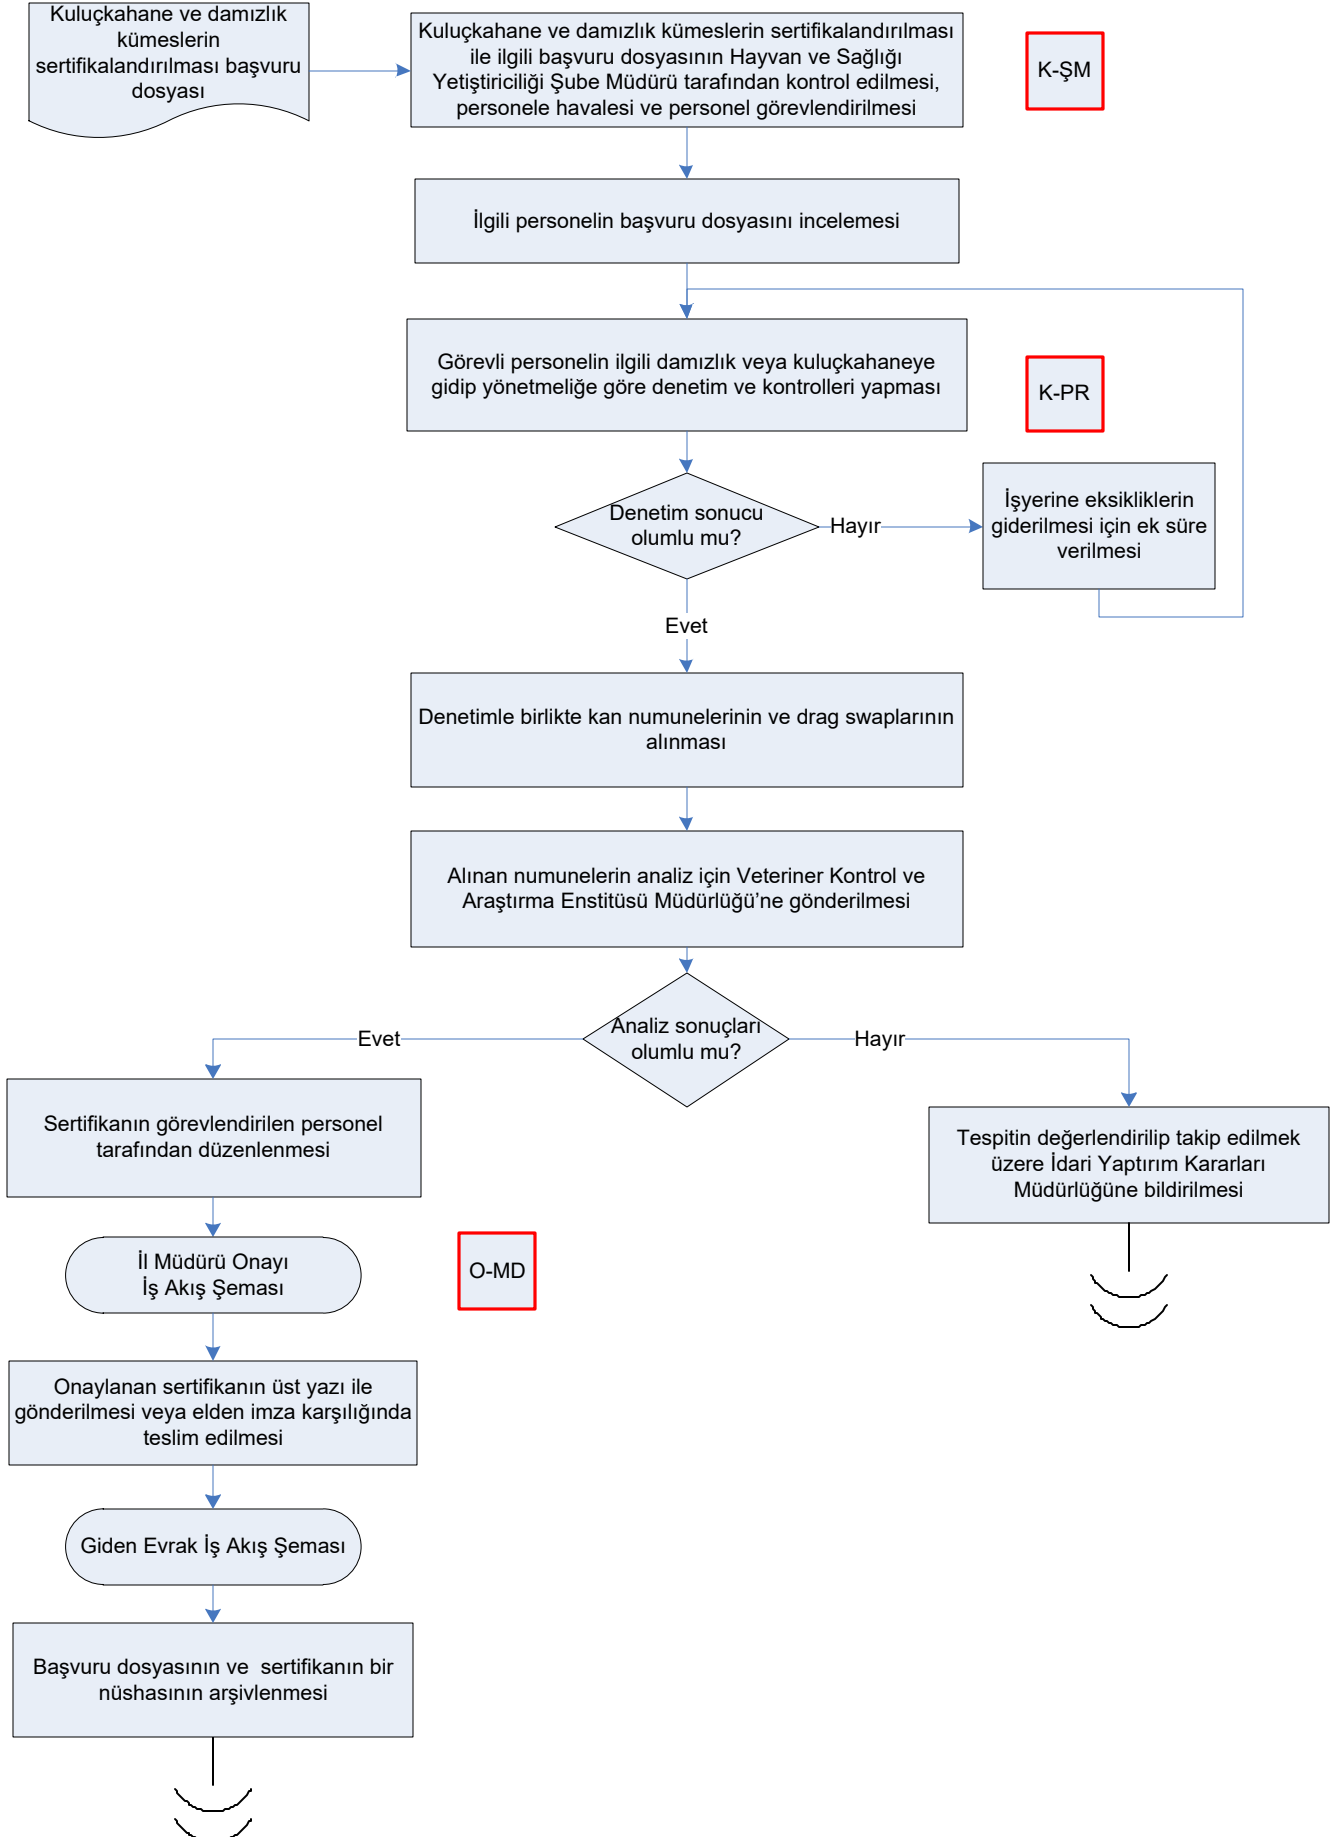 Kuluçkahane ve damızlık
kümeslerin
sertifikalandırılması başvuru
dosyası
Kuluçkahane ve damızlık kümeslerin sertifikalandırılması
ile ilgili başvuru dosyasının Hayvan ve Sağlığı
Yetiştiriciliği Şube Müdürü tarafından kontrol edilmesi,
personele havalesi ve personel görevlendirilmesi
K-ŞM
İlgili personelin başvuru dosyasını incelemesi
Görevli personelin ilgili damızlık veya kuluçkahaneye
gidip yönetmeliğe göre denetim ve kontrolleri yapması
K-PR
Denetim sonucu
olumlu mu?
Hayır
İşyerine eksikliklerin
giderilmesi için ek süre
verilmesi
Evet
Denetimle birlikte kan numunelerinin ve drag swaplarının
alınması
Alınan numunelerin analiz için Veteriner Kontrol ve
Araştırma Enstitüsü Müdürlüğü’ne gönderilmesi
Analiz sonuçları
olumlu mu?
Evet
Hayır
Sertifikanın görevlendirilen personel
tarafından düzenlenmesi
Tespitin değerlendirilip takip edilmek
üzere İdari Yaptırım Kararları
Müdürlüğüne bildirilmesi
İl Müdürü Onayı
İş Akış Şeması
O-MD
Onaylanan sertifikanın üst yazı ile
gönderilmesi veya elden imza karşılığında
teslim edilmesi
Giden Evrak İş Akış Şeması
Başvuru dosyasının ve  sertifikanın bir
nüshasının arşivlenmesi